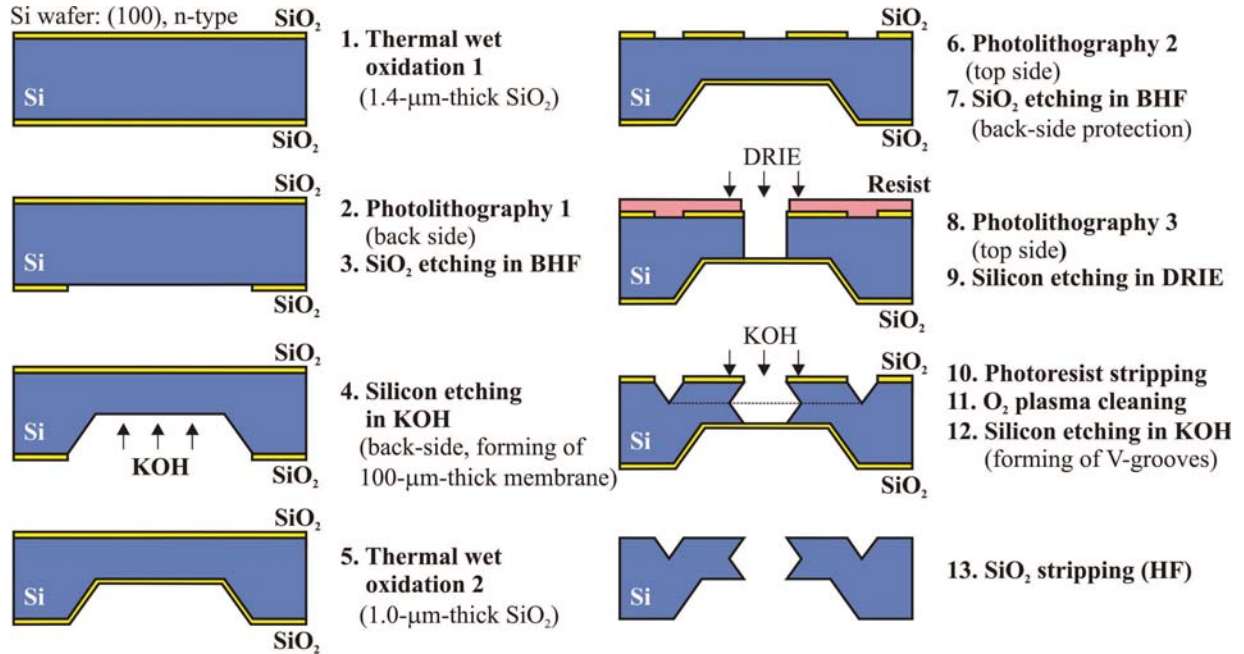 Si wafer: (100), n-type
SiO₂
Si
SiO₂
1. Thermal wet
oxidation 1
(1.4-μm-thick SiO₂)
SiO₂
Si
SiO₂
2. Photolithography 1
(back side)
3. SiO₂ etching in BHF
SiO₂
Si
KOH
SiO₂
4. Silicon etching
in KOH
(back-side, forming of
100-μm-thick membrane)
SiO₂
Si
SiO₂
5. Thermal wet
oxidation 2
(1.0-μm-thick SiO₂)
SiO₂
Si
SiO₂
6. Photolithography 2
(top side)
7. SiO₂ etching in BHF
(back-side protection)
DRIE
Resist
Si
SiO₂
8. Photolithography 3
(top side)
9. Silicon etching in DRIE
KOH
SiO₂
Si
SiO₂
10. Photoresist stripping
11. O₂ plasma cleaning
12. Silicon etching in KOH
(forming of V-grooves)
Si
13. SiO₂ stripping (HF)